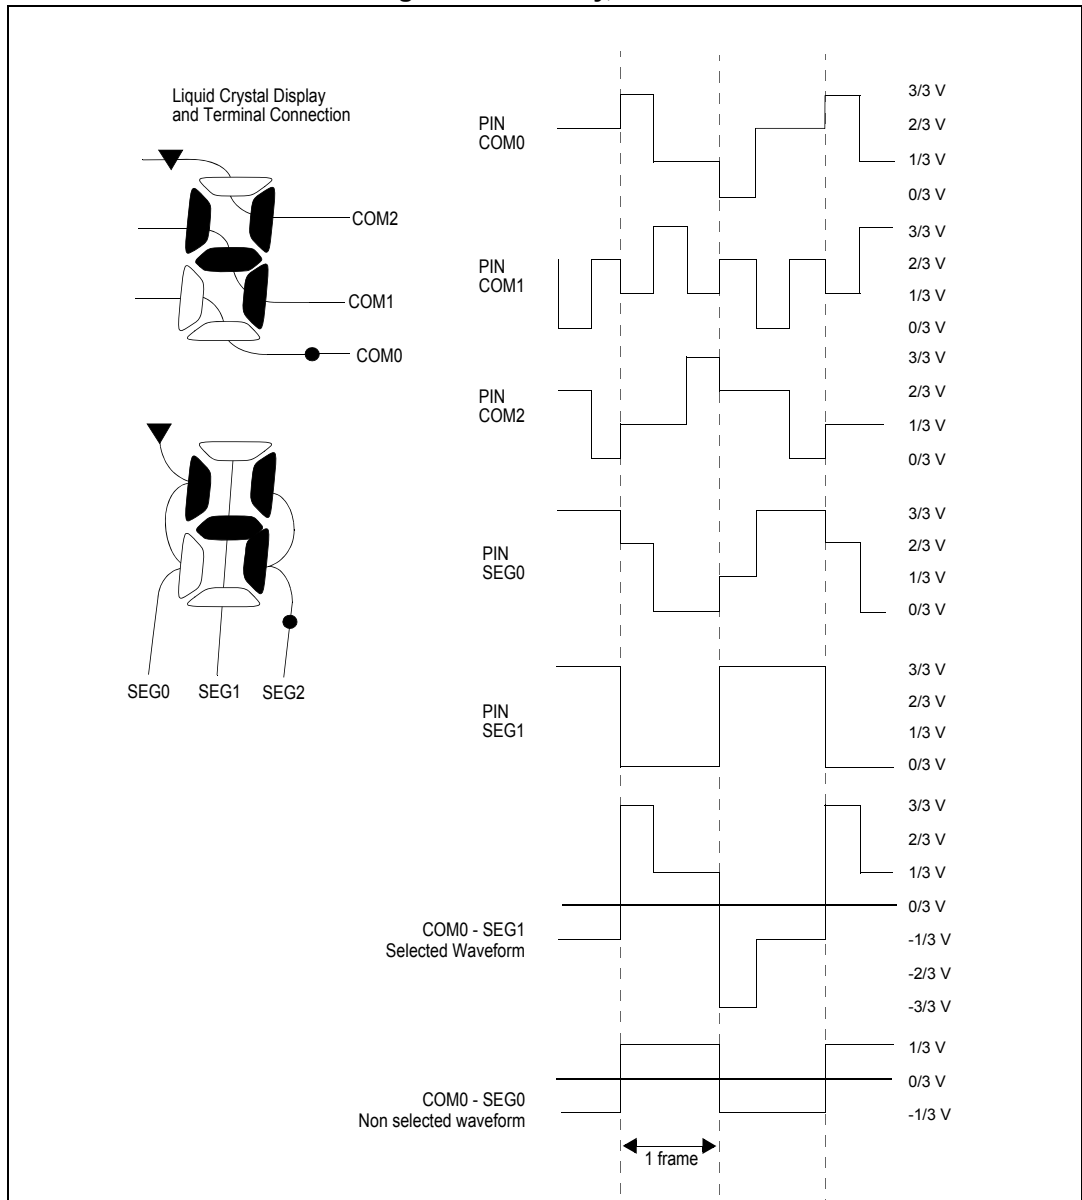 Liquid Crystal Display
and Terminal Connection
COM2
COM1
COM0
SEG0 SEG1 SEG2
PIN
COM0
3/3 V
2/3 V
1/3 V
0/3 V
PIN
COM1
3/3 V
2/3 V
1/3 V
0/3 V
PIN
COM2
3/3 V
2/3 V
1/3 V
0/3 V
PIN
SEG0
3/3 V
2/3 V
1/3 V
0/3 V
PIN
SEG1
3/3 V
2/3 V
1/3 V
0/3 V
COM0 - SEG1
Selected Waveform
3/3 V
2/3 V
1/3 V
0/3 V
-1/3 V
-2/3 V
-3/3 V
COM0 - SEG0
Non selected waveform
1/3 V
0/3 V
-1/3 V
1 frame